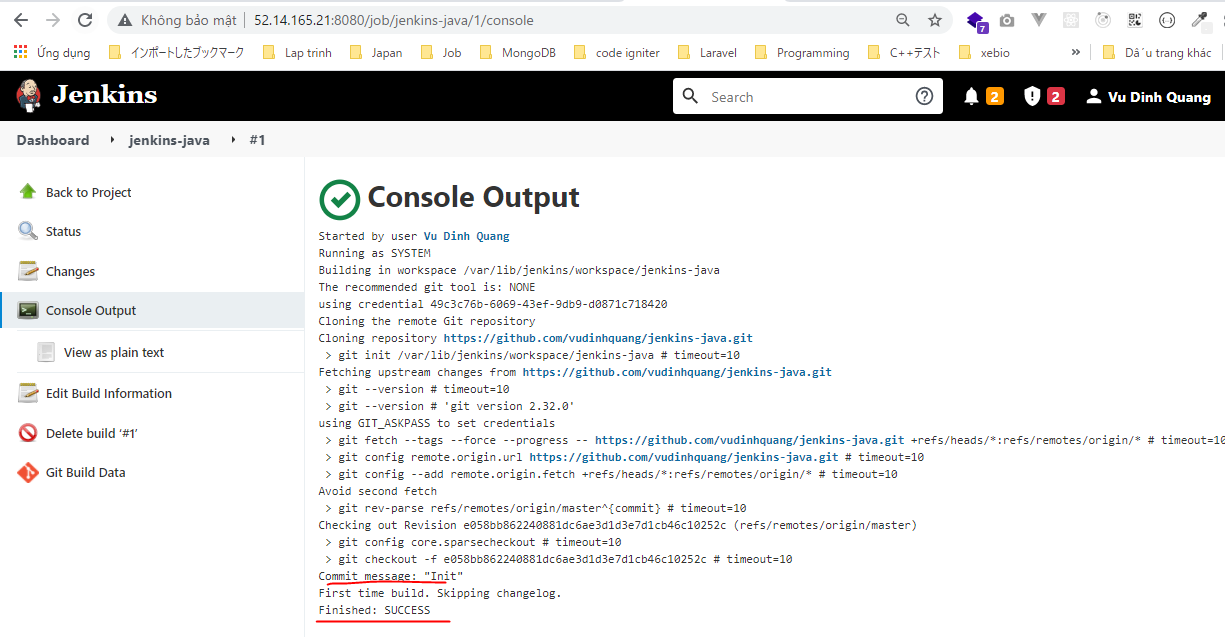 Không bảo mật | 52.14.165.21:8080/job/jenkins-java/1/console
7
Ứng dụng インポートしたブックマーク Lap trinh Japan Job MongoDB code igniter Laravel Programming C++テスト xebio » Dấu trang khác
Jenkins Search 2 2 Vu Dinh Quang
Dashboard jenkins-java #1
Back to Project
Status
Changes
Console Output
View as plain text
Edit Build Information
Delete build ‘#1’
Git Build Data
Console Output
Started by user Vu Dinh Quang
Running as SYSTEM
Building in workspace /var/lib/jenkins/workspace/jenkins-java
The recommended git tool is: NONE
using credential 49c3c76b-6069-43ef-9db9-d0871c718420
Cloning the remote Git repository
Cloning repository https://github.com/vudinhquang/jenkins-java.git
> git init /var/lib/jenkins/workspace/jenkins-java # timeout=10
Fetching upstream changes from https://github.com/vudinhquang/jenkins-java.git
> git --version # timeout=10
> git --version # 'git version 2.32.0'
using GIT_ASKPASS to set credentials
> git fetch --tags --force --progress -- https://github.com/vudinhquang/jenkins-java.git +refs/heads/*:refs/remotes/origin/* # timeout=10
> git config remote.origin.url https://github.com/vudinhquang/jenkins-java.git # timeout=10
> git config --add remote.origin.fetch +refs/heads/*:refs/remotes/origin/* # timeout=10
Avoid second fetch
> git rev-parse refs/remotes/origin/master^{commit} # timeout=10
Checking out Revision e058bb862240881dc6ae3d1d3e7d1cb46c10252c (refs/remotes/origin/master)
> git config core.sparsecheckout # timeout=10
> git checkout -f e058bb862240881dc6ae3d1d3e7d1cb46c10252c # timeout=10
Commit message: "Init"
First time build. Skipping changelog.
Finished: SUCCESS